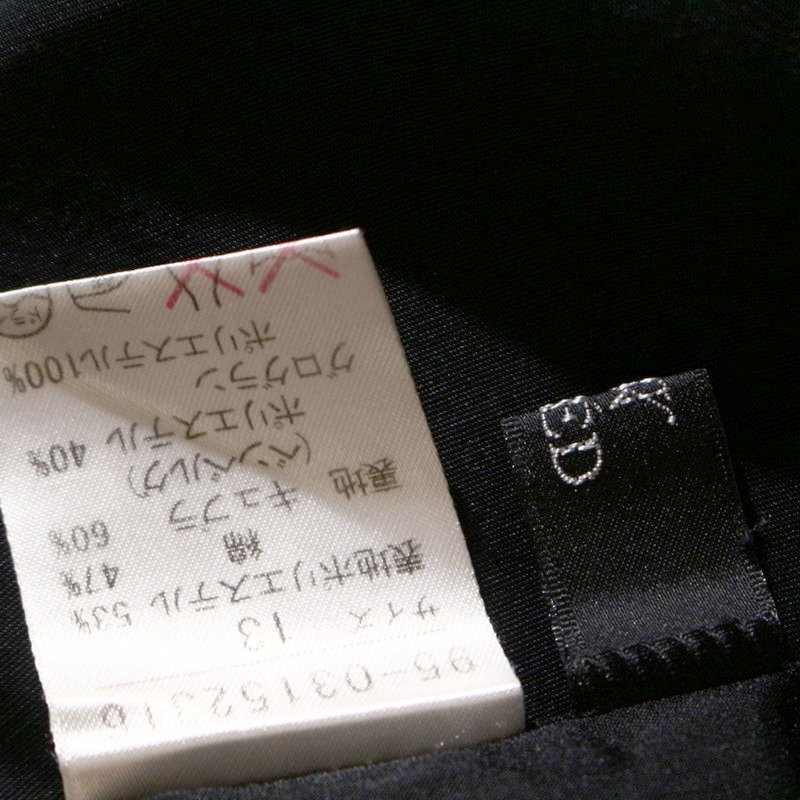 95-03152310
サイズ 13
表地ポリエステル 53%
綿 47%
裏地 キュプラ 60%
(ベンベルグ)
ポリエステル 40%
グログラン
ポリエステル100%
ED